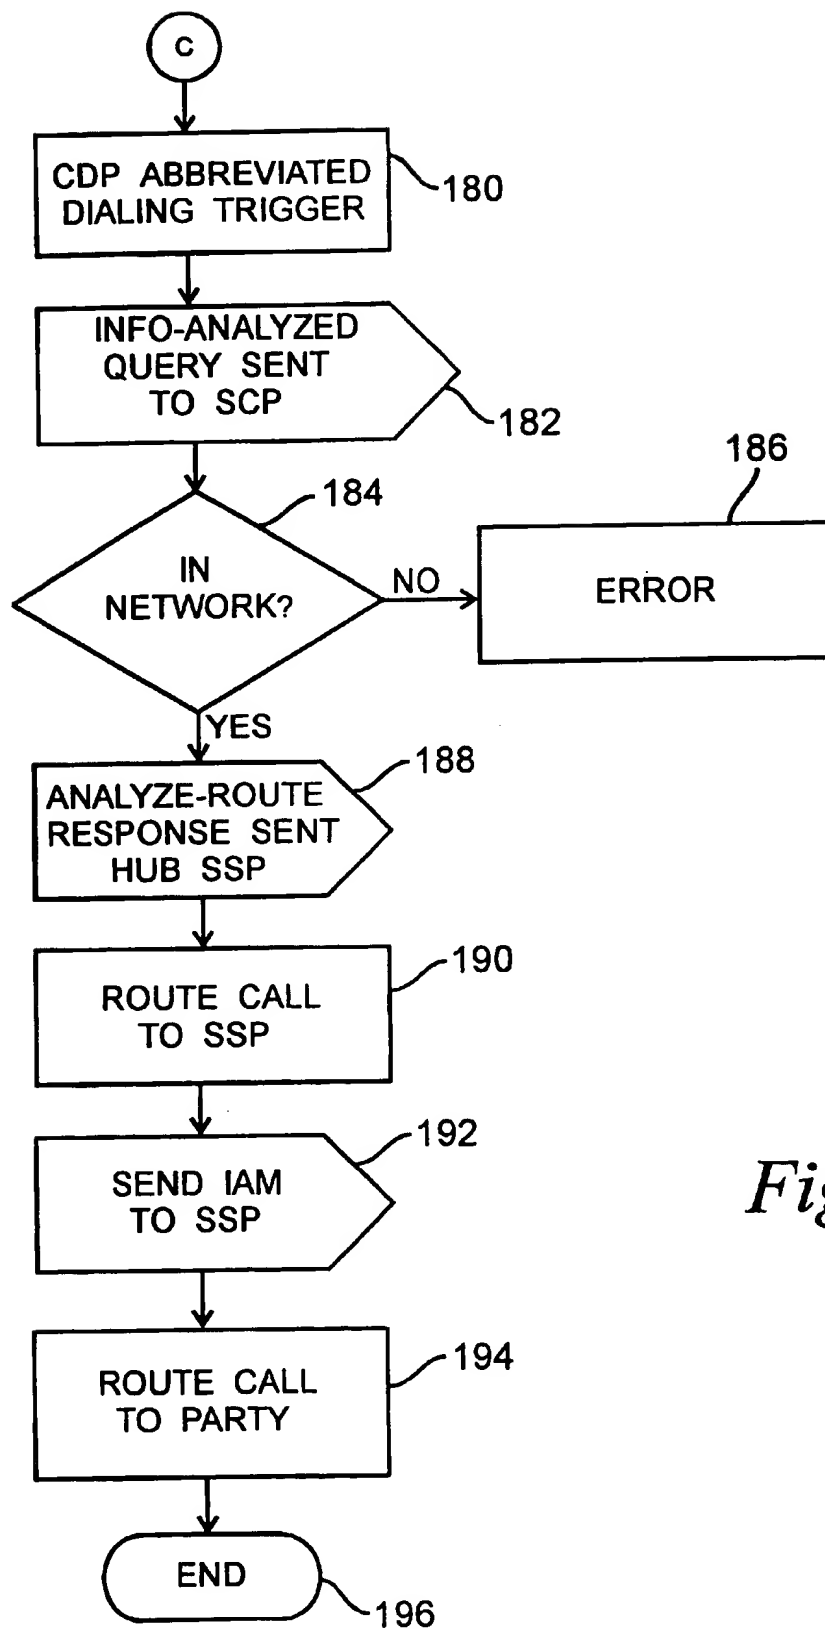 C
CDP ABBREVIATED
DIALING TRIGGER
180
INFO-ANALYZED
QUERY SENT
TO SCP
182
186
184
IN
NETWORK?
NO
ERROR
YES
188
ANALYZE-ROUTE
RESPONSE SENT
HUB SSP
190
ROUTE CALL
TO SSP
192
SEND IAM
TO SSP
Fig
194
ROUTE CALL
TO PARTY
END
196